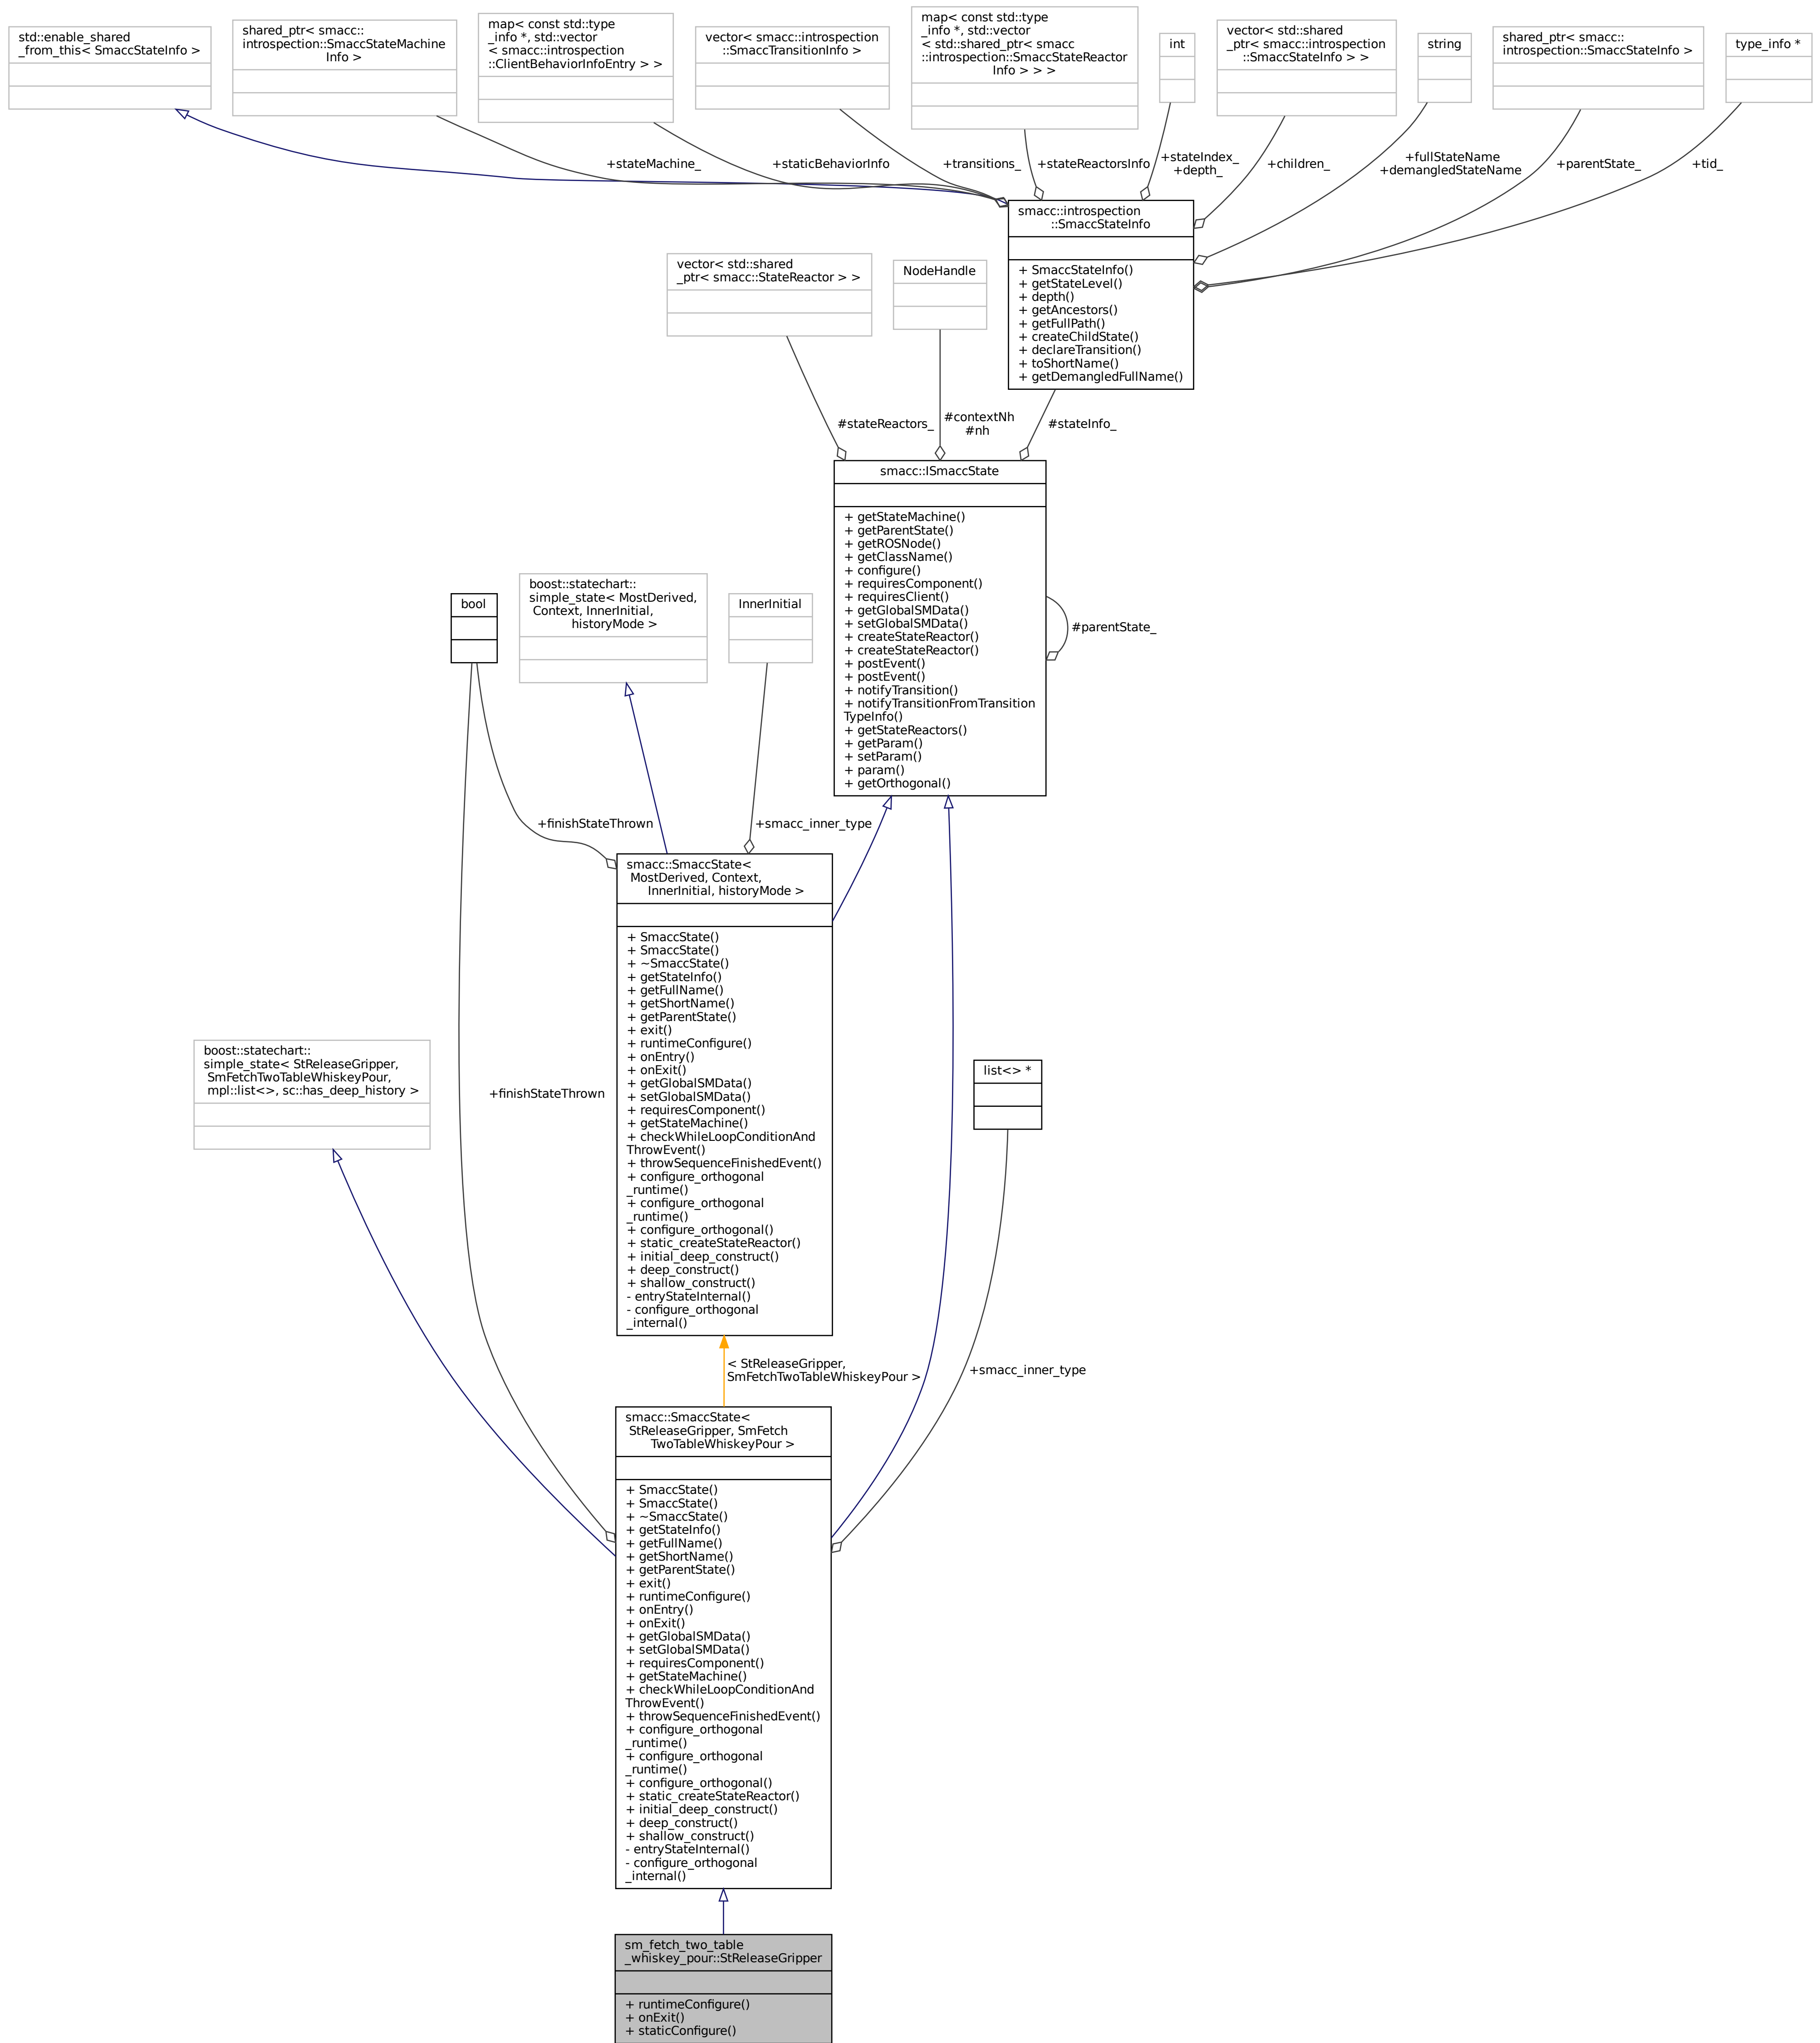 std::enable_shared
_from_this< SmaccStateInfo >
shared_ptr< smacc::
introspection::SmaccStateMachine
Info >
map< const std::type
_info *, std::vector
< smacc::introspection
::ClientBehaviorInfoEntry > >
vector< smacc::introspection
::SmaccTransitionInfo >
map< const std::type
_info *, std::vector
< std::shared_ptr< smacc
::introspection::SmaccStateReactor
Info > > >
int
vector< std::shared
_ptr< smacc::introspection
::SmaccStateInfo > >
string
shared_ptr< smacc::
introspection::SmaccStateInfo >
type_info *
+stateMachine_
+staticBehaviorInfo
+transitions_
+stateReactorsInfo
+stateIndex_
+depth_
+children_
+fullStateName
+demangledStateName
+parentState_
+tid_
smacc::introspection
::SmaccStateInfo
+ SmaccStateInfo()
+ getStateLevel()
+ depth()
+ getAncestors()
+ getFullPath()
+ createChildState()
+ declareTransition()
+ toShortName()
+ getDemangledFullName()
vector< std::shared
_ptr< smacc::StateReactor > >
NodeHandle
#stateReactors_
#contextNh
#nh
#stateInfo_
smacc::ISmaccState
+ getStateMachine()
+ getParentState()
+ getROSNode()
+ getClassName()
+ configure()
+ requiresComponent()
+ requiresClient()
+ getGlobalSMData()
+ setGlobalSMData()
+ createStateReactor()
+ createStateReactor()
+ postEvent()
+ postEvent()
+ notifyTransition()
+ notifyTransitionFromTransition
TypeInfo()
+ getStateReactors()
+ getParam()
+ setParam()
+ param()
+ getOrthogonal()
#parentState_
bool
boost::statechart::
simple_state< MostDerived,
Context, InnerInitial,
historyMode >
InnerInitial
+finishStateThrown
+smacc_inner_type
smacc::SmaccState<
MostDerived, Context,
InnerInitial, historyMode >
+ SmaccState()
+ SmaccState()
+ ~SmaccState()
+ getStateInfo()
+ getFullName()
+ getShortName()
+ getParentState()
+ exit()
+ runtimeConfigure()
+ onEntry()
+ onExit()
+ getGlobalSMData()
+ setGlobalSMData()
+ requiresComponent()
+ getStateMachine()
+ checkWhileLoopConditionAnd
ThrowEvent()
+ throwSequenceFinishedEvent()
+ configure_orthogonal
_runtime()
+ configure_orthogonal
_runtime()
+ configure_orthogonal()
+ static_createStateReactor()
+ initial_deep_construct()
+ deep_construct()
+ shallow_construct()
- entryStateInternal()
- configure_orthogonal
_internal()
boost::statechart::
simple_state< StReleaseGripper,
SmFetchTwoTableWhiskeyPour,
mpl::list<>, sc::has_deep_history >
+finishStateThrown
list<> *
< StReleaseGripper,
SmFetchTwoTableWhiskeyPour >
+smacc_inner_type
smacc::SmaccState<
StReleaseGripper, SmFetch
TwoTableWhiskeyPour >
+ SmaccState()
+ SmaccState()
+ ~SmaccState()
+ getStateInfo()
+ getFullName()
+ getShortName()
+ getParentState()
+ exit()
+ runtimeConfigure()
+ onEntry()
+ onExit()
+ getGlobalSMData()
+ setGlobalSMData()
+ requiresComponent()
+ getStateMachine()
+ checkWhileLoopConditionAnd
ThrowEvent()
+ throwSequenceFinishedEvent()
+ configure_orthogonal
_runtime()
+ configure_orthogonal
_runtime()
+ configure_orthogonal()
+ static_createStateReactor()
+ initial_deep_construct()
+ deep_construct()
+ shallow_construct()
- entryStateInternal()
- configure_orthogonal
_internal()
sm_fetch_two_table
_whiskey_pour::StReleaseGripper
+ runtimeConfigure()
+ onExit()
+ staticConfigure()